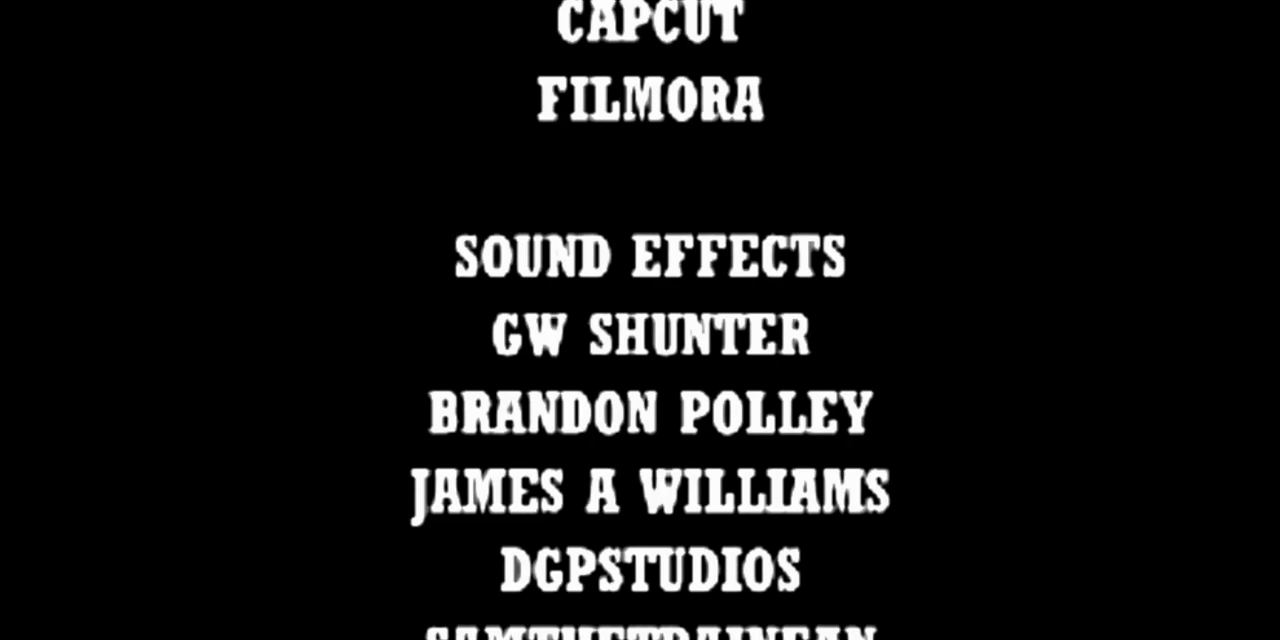 CAPCUT
FILMORA
SOUND EFFECTS
GW SHUNTER
BRANDON POLLEY
JAMES A WILLIAMS
DGPSTUDIOS